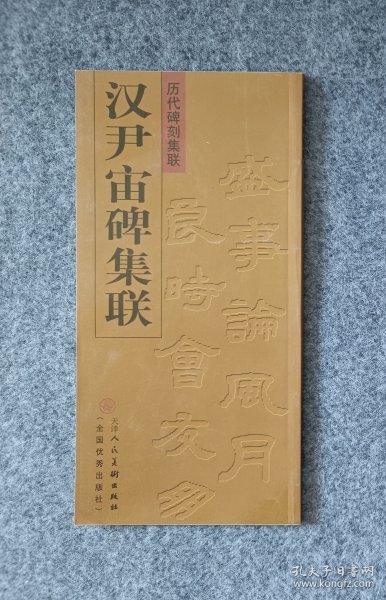 历代碑刻集联
汉尹宙碑集联
盛事論风月
良時會友多
天津人民美術出版社
（全国优秀出版社）
孔夫子旧书网
www.kongfz.com